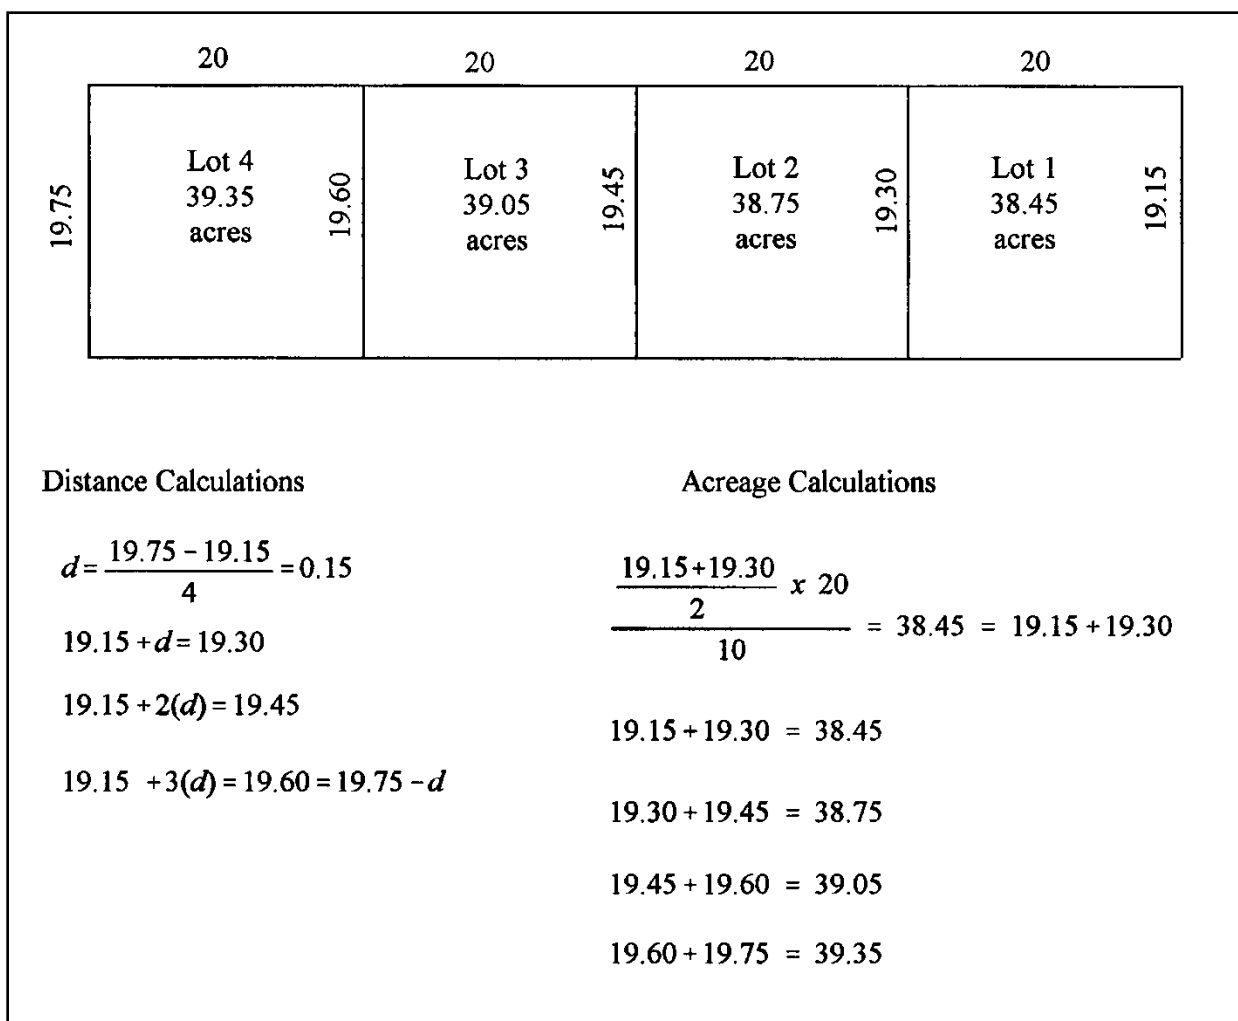 20 20 20 20
19.75
Lot 4
39.35
acres
19.60
Lot 3
39.05
acres
19.45
Lot 2
38.75
acres
19.30
Lot 1
38.45
acres
19.15
Distance Calculations
d = 19.75 - 19.15 / 4 = 0.15
19.15 + d = 19.30
19.15 + 2(d) = 19.45
19.15 + 3(d) = 19.60 = 19.75 - d
Acreage Calculations
19.15 + 19.30 / 2 x 20 / 10 = 38.45 = 19.15 + 19.30
19.15 + 19.30 = 38.45
19.30 + 19.45 = 38.75
19.45 + 19.60 = 39.05
19.60 + 19.75 = 39.35